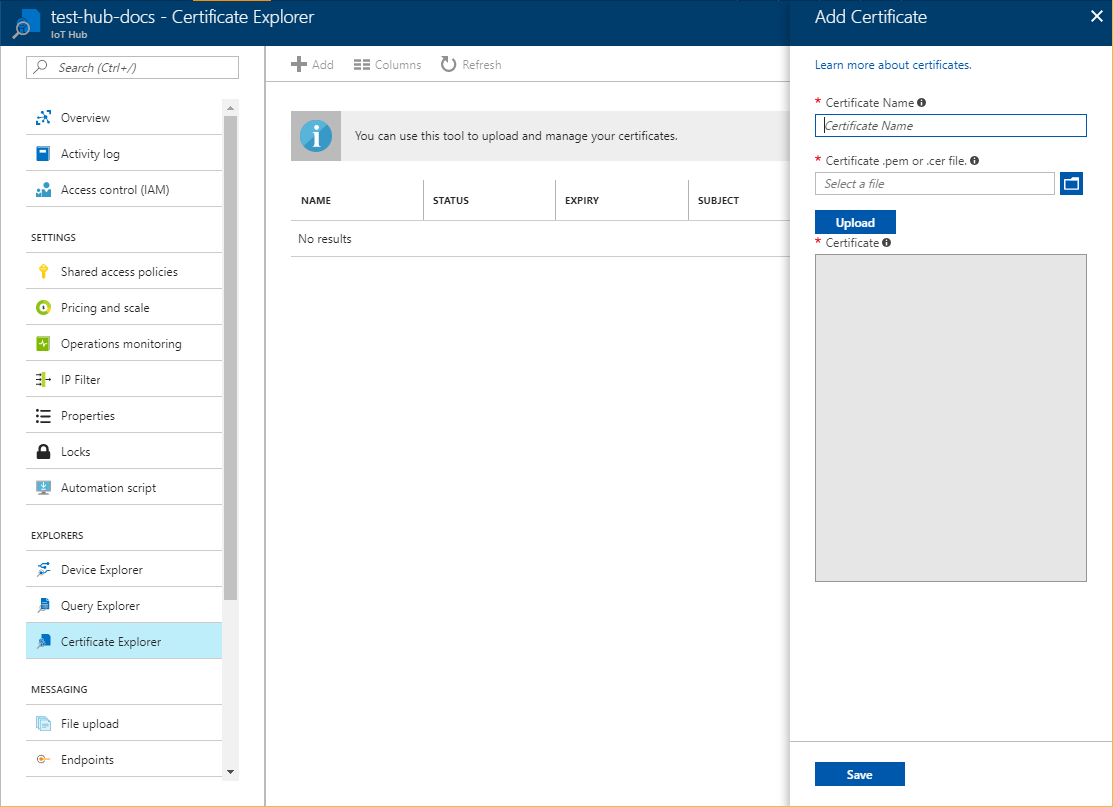 test-hub-docs - Certificate Explorer
IoT Hub
Search (Ctrl+/)
Overview
Activity log
Access control (IAM)
SETTINGS
Shared access policies
Pricing and scale
Operations monitoring
IP Filter
Properties
Locks
Automation script
EXPLORERS
Device Explorer
Query Explorer
Certificate Explorer
MESSAGING
File upload
Endpoints
Add Columns Refresh
You can use this tool to upload and manage your certificates.
NAME STATUS EXPIRY SUBJECT
No results
Add Certificate
Learn more about certificates.
* Certificate Name
Certificate Name
* Certificate .pem or .cer file.
Select a file
Upload
* Certificate
Save